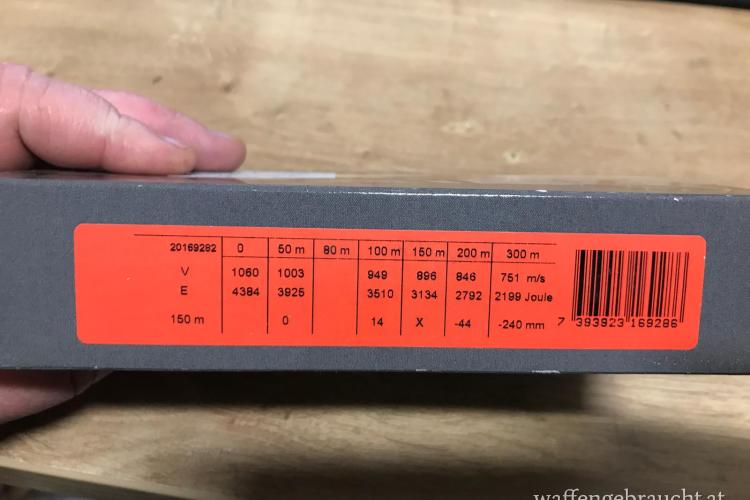 20169282 0 50 m 80 m 100 m 150 m 200 m 300 m
V 1060 1003 949 896 846 751 m/s
E 4384 3925 3510 3134 2792 2199 Joule
150 m 0 14 X -44 -240 mm
7 393923 169286
waffengebraucht.at